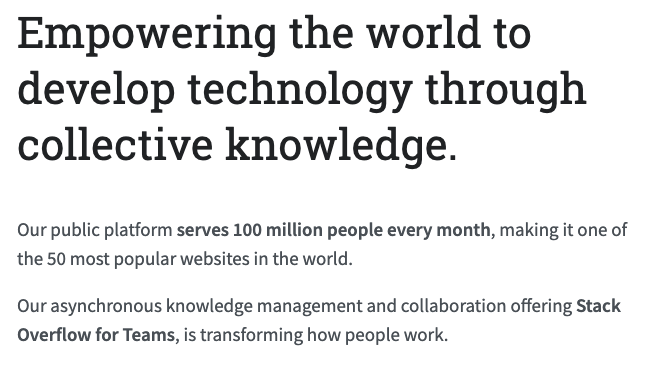 Empowering the world to
develop technology through
collective knowledge.
Our public platform serves 100 million people every month, making it one of
the 50 most popular websites in the world.
Our asynchronous knowledge management and collaboration offering Stack
Overflow for Teams, is transforming how people work.